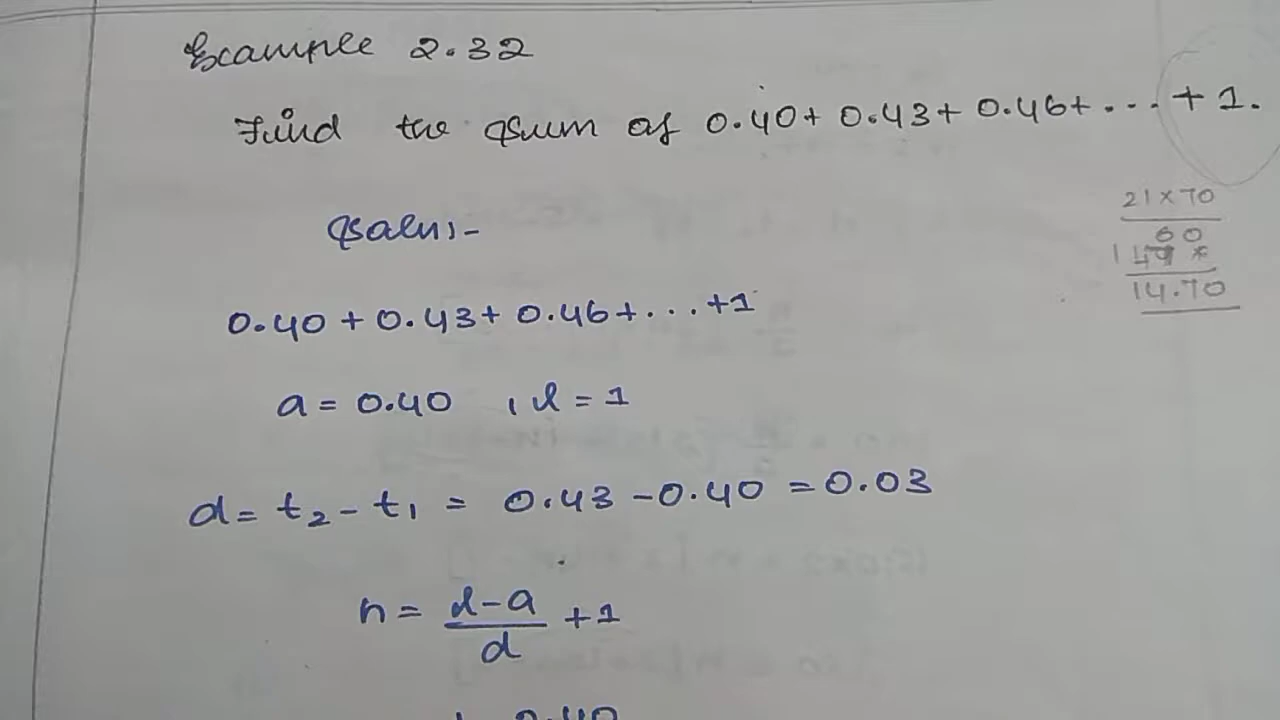 Example 2.32
Find the sum of 0.40+ 0.43+ 0.46+ ... + 1.
Soln:-
21×70
60
14.70
0.40 + 0.43+ 0.46+...+1
a = 0.40 , l = 1
d = t₂ - t₁ = 0.43 - 0.40 = 0.03
n = l-a/d +1